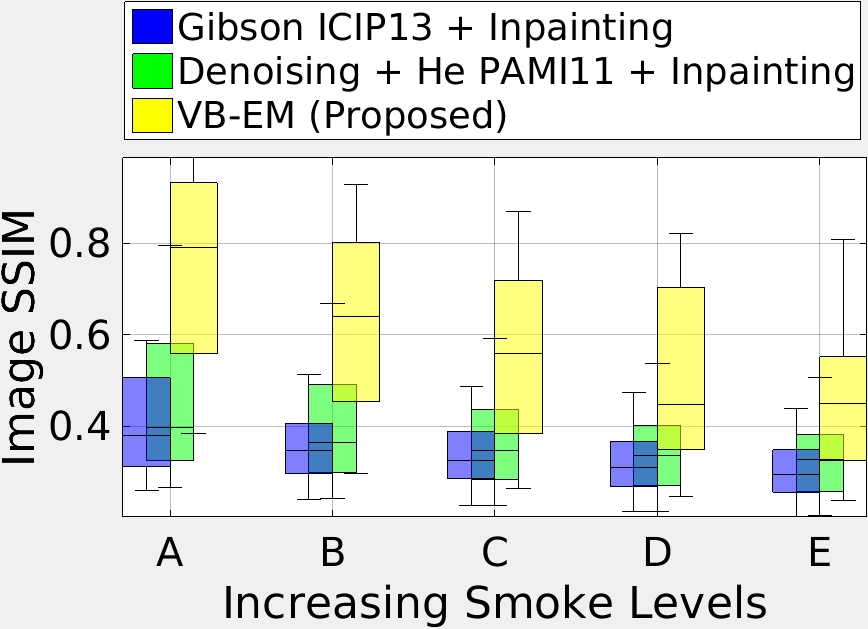 Gibson ICIP13 + Inpainting
Denoising + He PAMI11 + Inpainting
VB-EM (Proposed)
Image SSIM
0.8
0.6
0.4
A B C D E
Increasing Smoke Levels